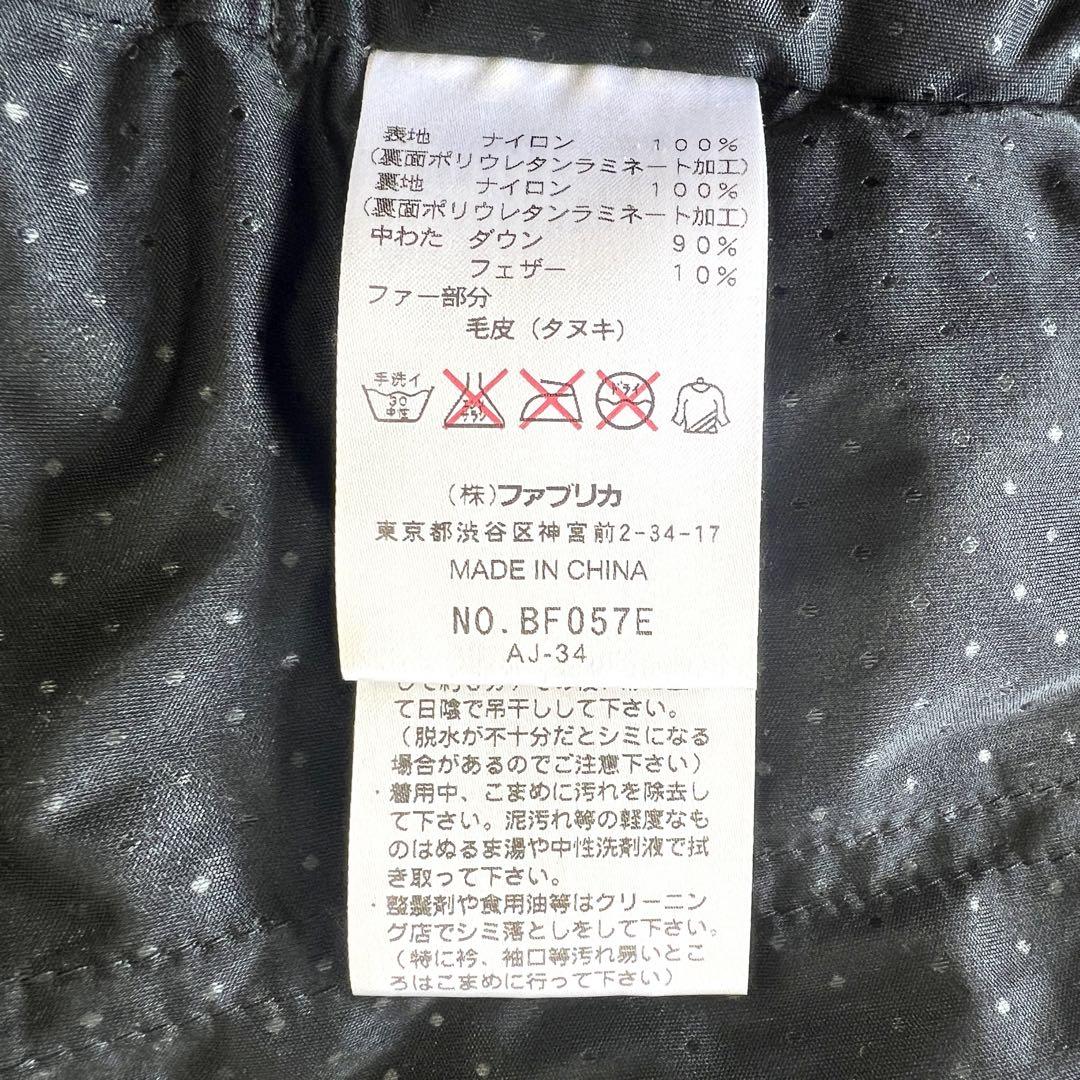 表地 ナイロン 100%
(裏面ポリウレタンラミネート加工)
裏地 ナイロン 100%
(裏面ポリウレタンラミネート加工)
中わた ダウン 90%
フェザー 10%
ファー部分
毛皮(タヌキ)
手洗イ
30
中性
エンソ
サラシ
ドライ
(株)ファブリカ
東京都渋谷区神宮前2-34-17
MADE IN CHINA
NO.BF057E
AJ-34
て日陰で吊干しして下さい。
(脱水が不十分だとシミになる
場合があるのでご注意下さい)
・着用中、こまめに汚れを除去し
て下さい。泥汚れ等の軽度なも
のはぬるま湯や中性洗剤液で拭
き取って下さい。
・整髪剤や食用油等はクリーニン
グ店でシミ落としをして下さい。
(特に衿、袖口等汚れ易いとこ
ろはこまめに行って下さい)